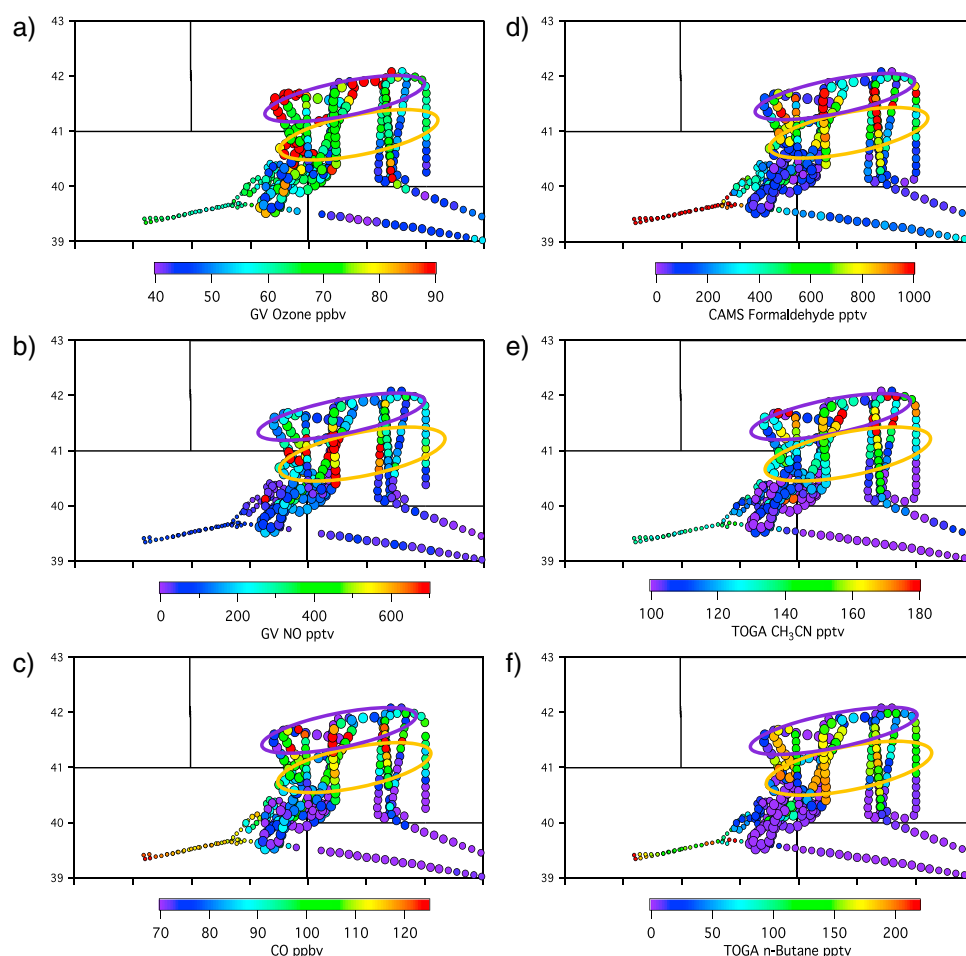 a)
43
42
41
40
39
40 50 60 70 80 90
GV Ozone ppbv
d)
43
42
41
40
39
0 200 400 600 800 1000
CAMS Formaldehyde pptv
b)
43
42
41
40
39
0 200 400 600
GV NO pptv
e)
43
42
41
40
39
100 120 140 160 180
TOGA CH₃CN pptv
c)
43
42
41
40
39
70 80 90 100 110 120
CO ppbv
f)
43
42
41
40
39
0 50 100 150 200
TOGA n-Butane pptv